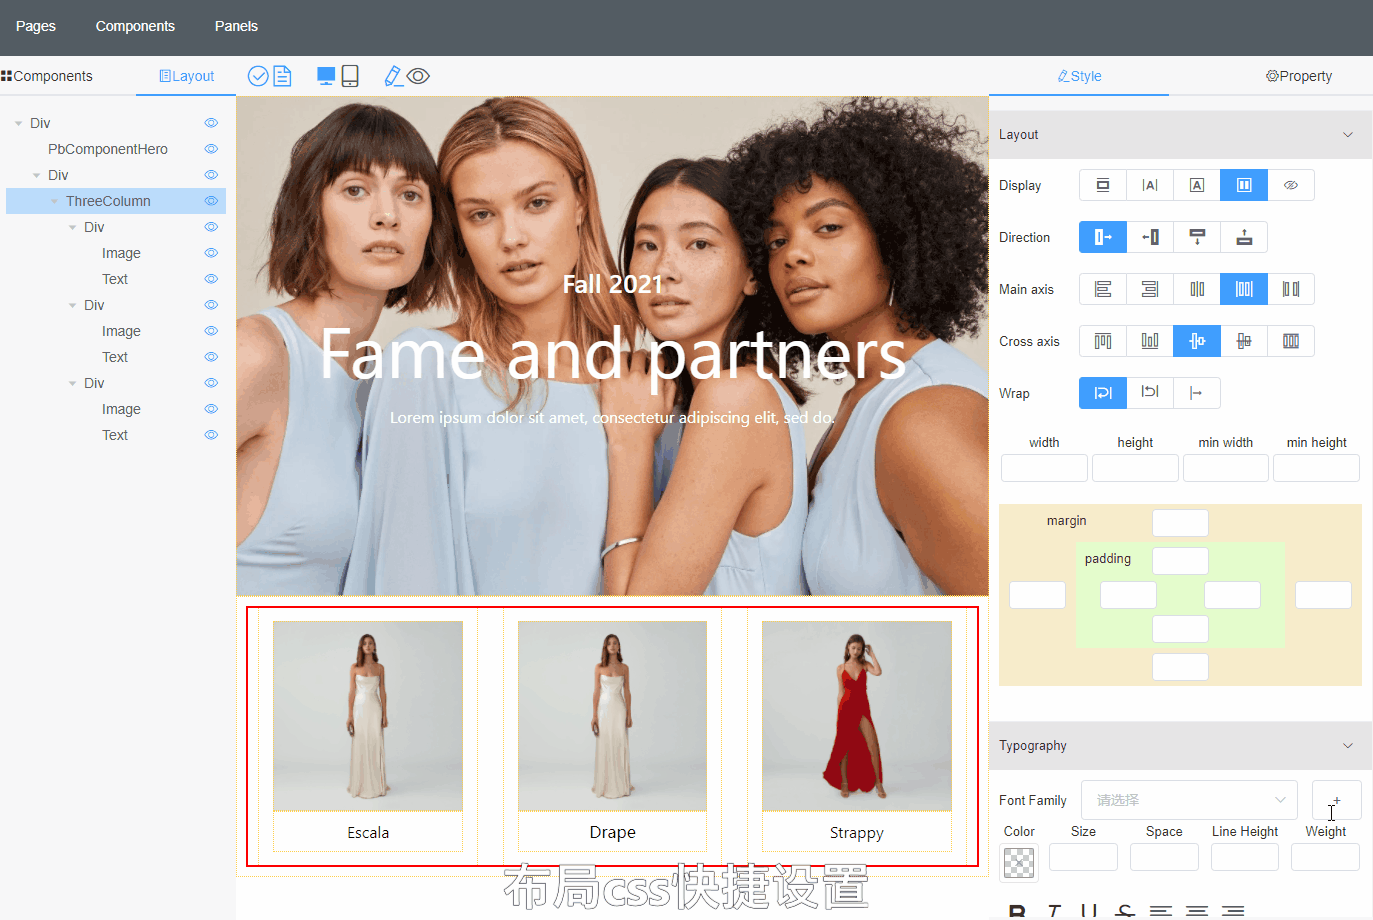 Pages Components Panels
Components Layout
Style Property
Div
PbComponentHero
Div
ThreeColumn
Div
Image
Text
Div
Image
Text
Div
Image
Text
Fall 2021
Fame and partners
Lorem ipsum dolor sit amet, consectetur adipiscing elit, sed do.
Escala
Drape
Strappy
布局css快捷设置
Layout
Display
Direction
Main axis
Cross axis
Wrap
width height min width min height
margin
padding
Typography
Font Family 请选择 +
Color Size Space Line Height Weight
B I U S